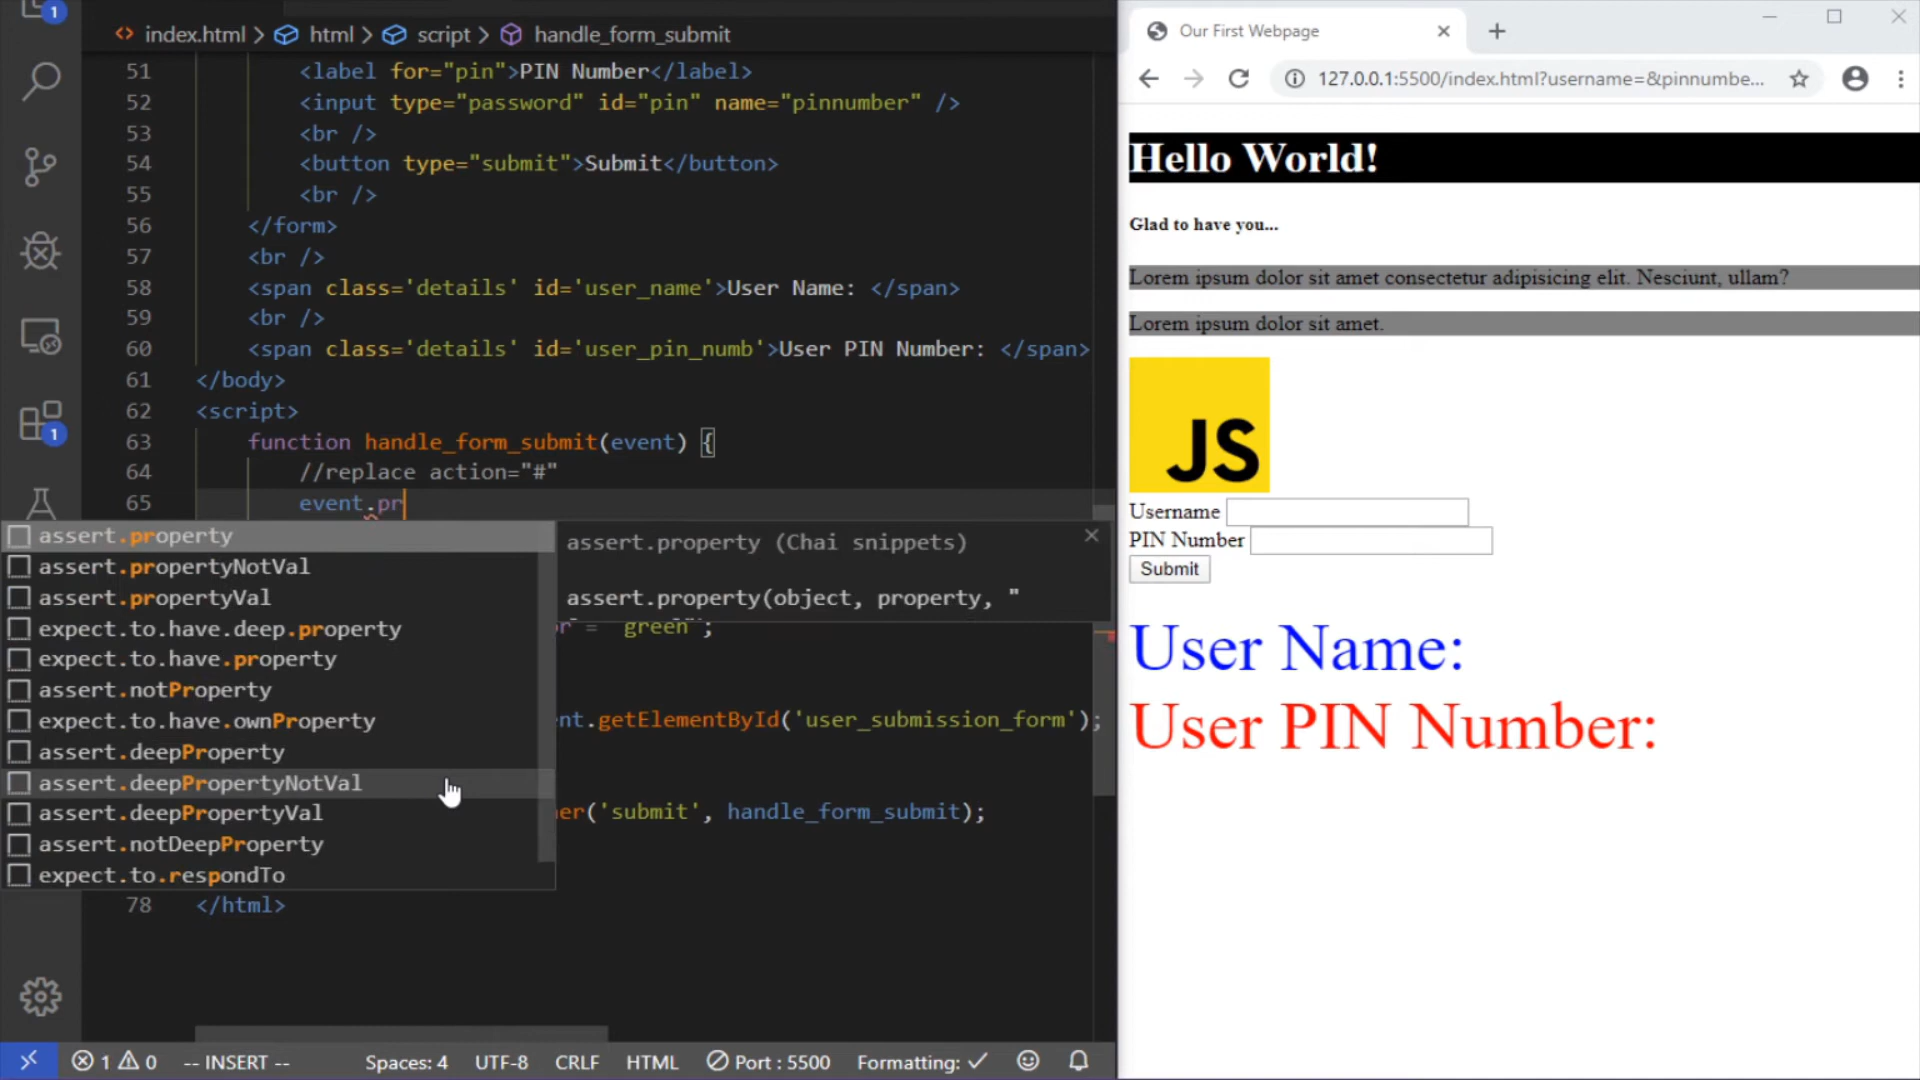 1
index.html > html > script > handle_form_submit
51 <label for="pin">PIN Number</label>
52 <input type="password" id="pin" name="pinnumber" />
53 <br />
54 <button type="submit">Submit</button>
55 <br />
56 </form>
57 <br />
58 <span class='details' id='user_name'>User Name: </span>
59 <br />
60 <span class='details' id='user_pin_numb'>User PIN Number: </span>
61 </body>
62 <script>
63 function handle_form_submit(event) {
64 //replace action="#"
65 event.pr
1
assert.property
assert.propertyNotVal
assert.propertyVal
expect.to.have.deep.property
expect.to.have.property
assert.notProperty
expect.to.have.ownProperty
assert.deepProperty
assert.deepPropertyNotVal
assert.deepPropertyVal
assert.notDeepProperty
expect.to.respondTo
assert.property (Chai snippets)
assert.property(object, property, "
= green ;
nt.getElementById('user_submission_form');
er('submit', handle_form_submit);
78 </html>
1 0 -- INSERT -- Spaces: 4 UTF-8 CRLF HTML Port : 5500 Formatting: ✓
Our First Webpage
127.0.0.1:5500/index.html?username=&pinnumbe...
Hello World!
Glad to have you...
Lorem ipsum dolor sit amet consectetur adipisicing elit. Nesciunt, ullam?
Lorem ipsum dolor sit amet.
JS
Username
PIN Number
Submit
User Name:
User PIN Number: